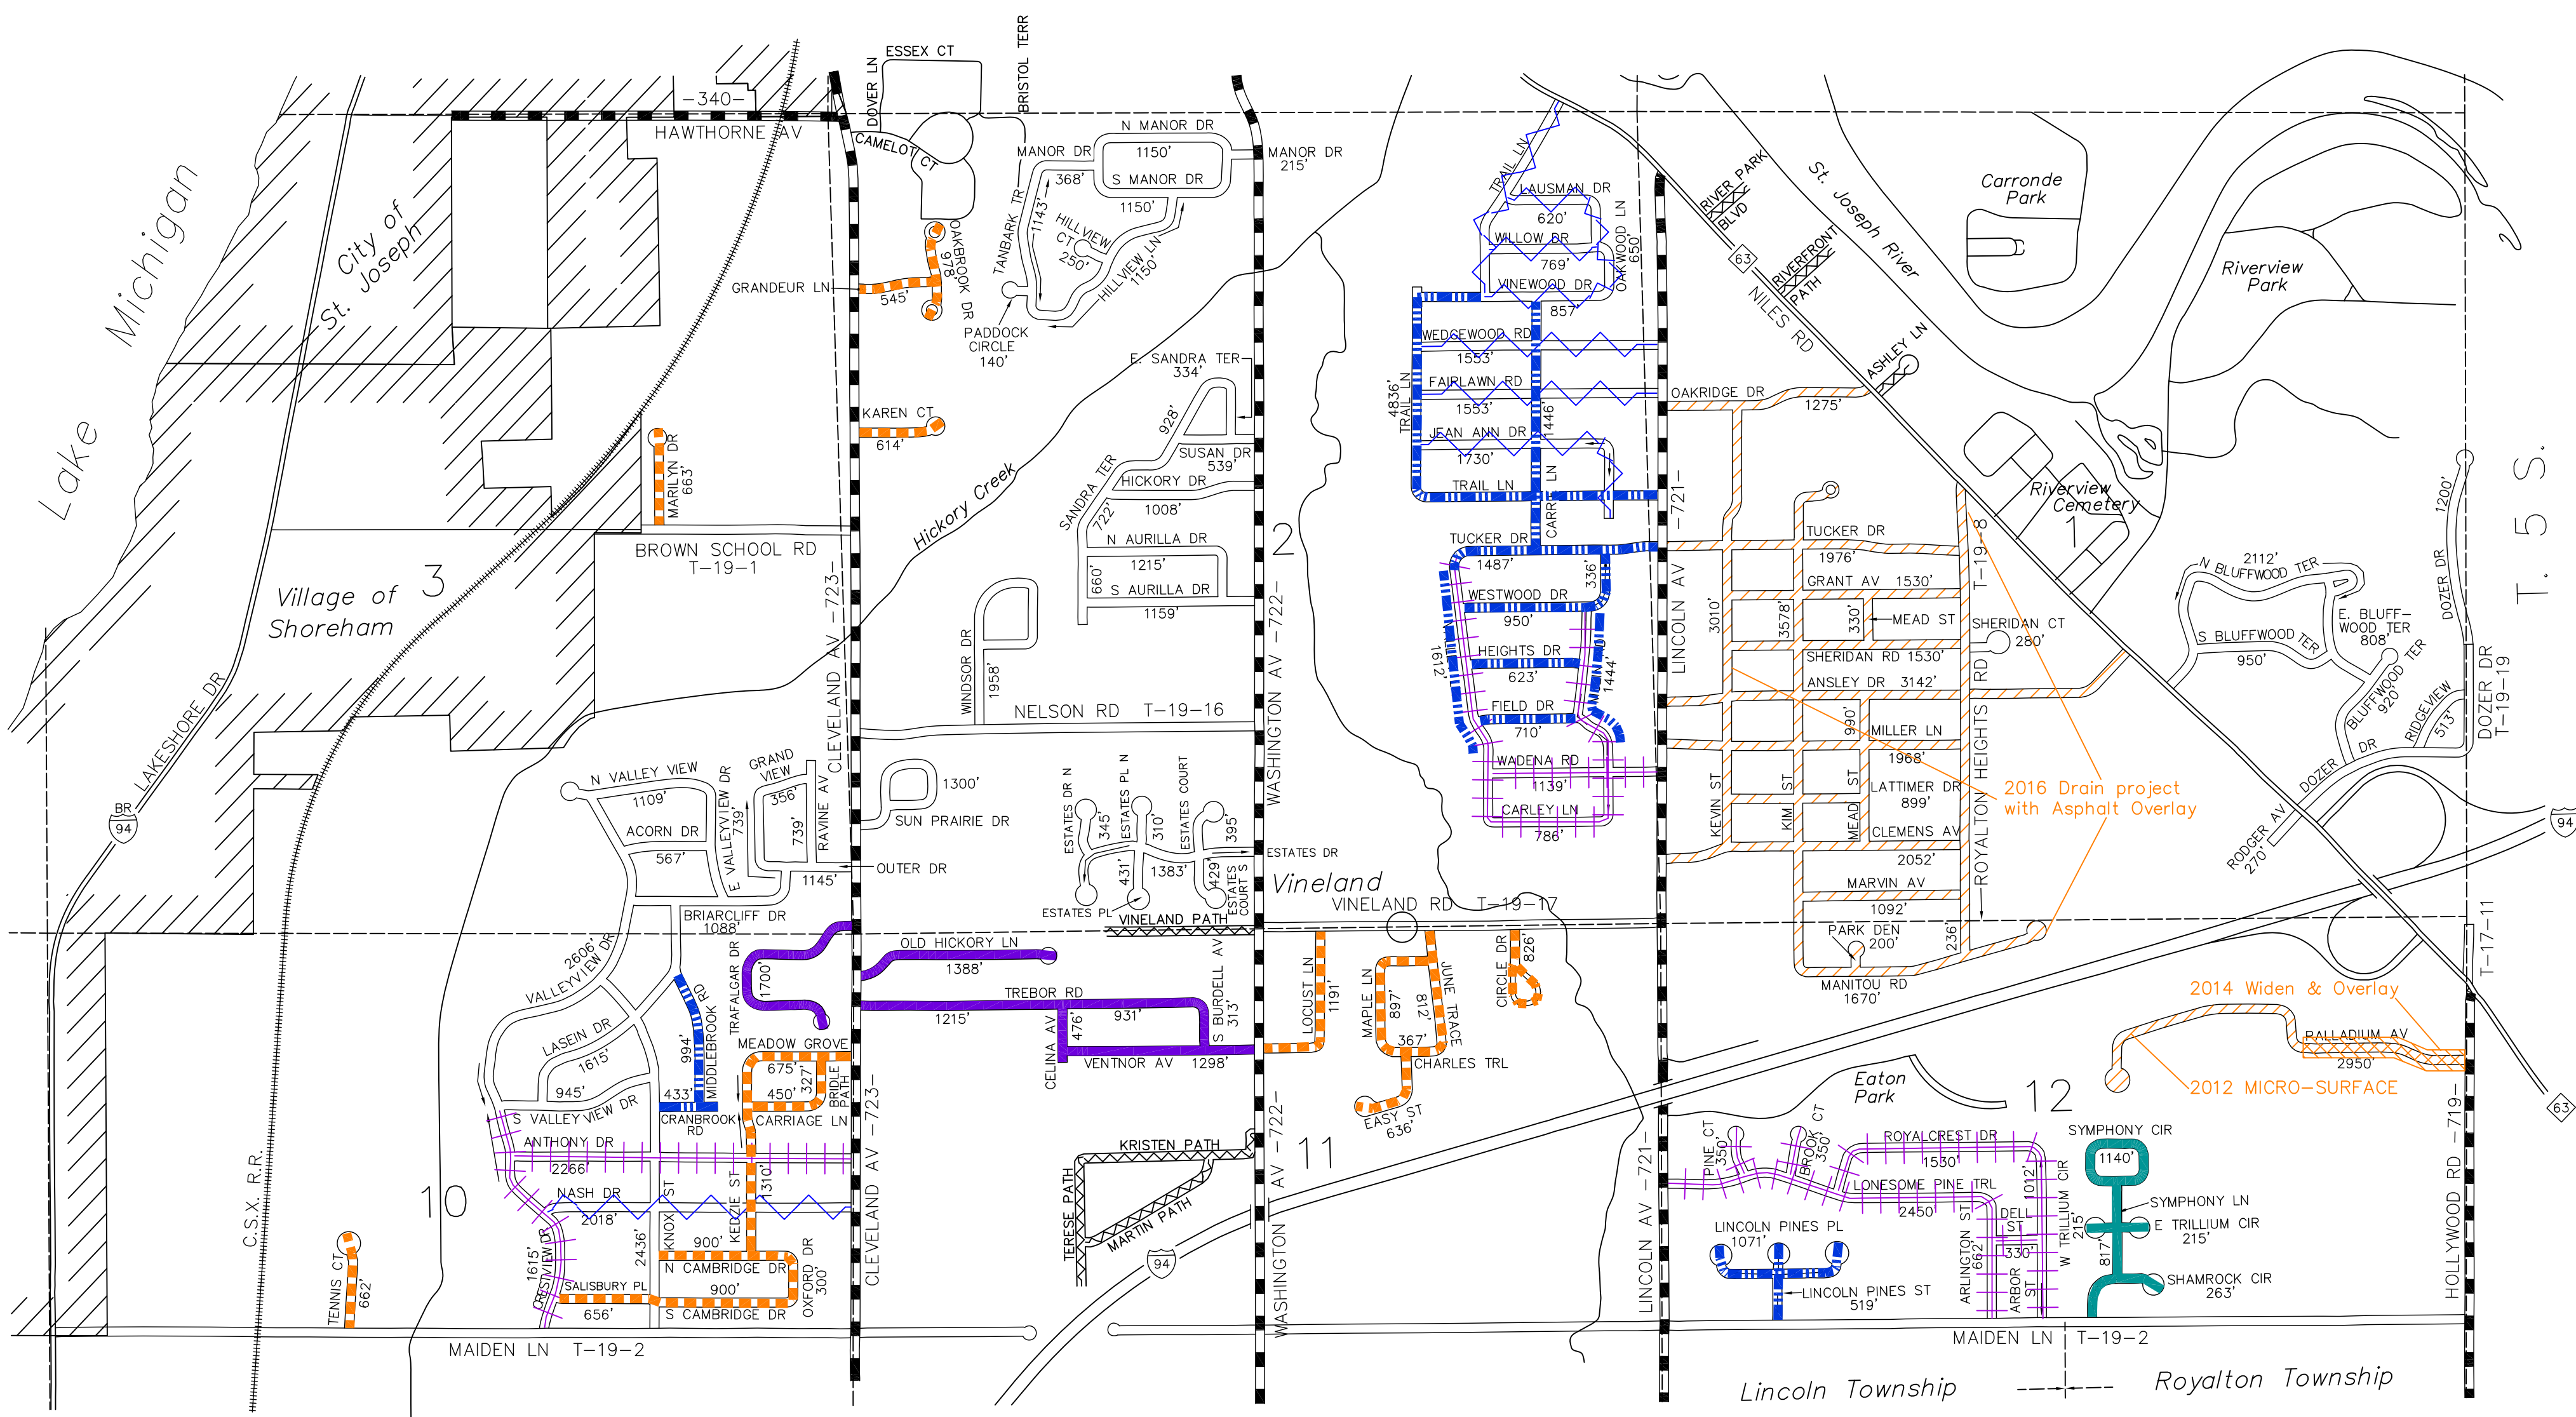 ESSEX CT
DOVER LN
BRISTOL TERR
-340-
HAWTHORNE AV
CAMELOT CT
Lake
Michigan
City of
St. Joseph
N MANOR DR
1150'
MANOR DR
368'
S MANOR DR
1150'
MANOR DR
215'
TANBARK TR
1143'
HILLVIEW
CT
250'
HILLVIEW LN
1150'
OAKBROOK DR
978'
GRANDEUR LN
545'
PADDOCK
CIRCLE
140'
E. SANDRA TER
334'
928'
KAREN CT
614'
MARILYN DR
663'
SUSAN DR
539'
SANDRA TER
722'
HICKORY DR
1008'
N AURILLA DR
1215'
660'
S AURILLA DR
1159'
Hickory Creek
BROWN SCHOOL RD
T-19-1
Village of
Shoreham
3
2
CLEVELAND AV -723-
WASHINGTON AV -722-
WINDSOR DR
1958'
NELSON RD T-19-16
LAKESHORE DR
BR
94
TRAIL LN
LAUSMAN DR
620'
WILLOW DR
769'
OAKWOOD LN
650'
VINEWOOD DR
857'
WEDGEWOOD RD
1553'
FAIRLAWN RD
1553'
4836'
TRAIL LN
1446'
JEAN ANN DR
1730'
TRAIL LN
CARRIE LN
TUCKER DR
1487'
336'
WESTWOOD DR
950'
HEIGHTS DR
623'
1612'
1444'
FIELD DR
710'
WADENA RD
1139'
CARLEY LN
786'
LINCOLN AV -721-
RIVER PARK
BLVD
63
RIVERFRONT
PATH
NILES RD
ASHLEY LN
St. Joseph River
Carronde
Park
Riverview
Park
Riverview
Cemetery
1
OAKRIDGE DR
1275'
TUCKER DR
1976'
T-19-8
GRANT AV 1530'
3010'
3578'
330'
MEAD ST
SHERIDAN CT
280'
SHERIDAN RD 1530'
ANSLEY DR 3142'
990'
MILLER LN
1968'
KEVIN ST
KIM ST
MEAD ST
LATTIMER DR
899'
CLEMENS AV
2052'
ROYALTON HEIGHTS RD
MARVIN AV
1092'
PARK DEN
200'
236'
MANITOU RD
1670'
2016 Drain project
with Asphalt Overlay
N BLUFFWOOD TER
2112'
E. BLUFF-
WOOD TER
808'
S BLUFFWOOD TER
950'
BLUFFWOOD TER
920'
RIDGEVIEW
513'
DOZER DR
1200'
DOZER DR
T-19-19
DOZER DR
RODGER AV
270'
T. 5 S.
94
T-17-11
N VALLEY VIEW
1109'
E VALLEYVIEW DR
739'
GRAND
VIEW
356'
739'
RAVINE AV
ACORN DR
567'
OUTER DR
1145'
BRIARCLIFF DR
1088'
1300'
SUN PRAIRIE DR
ESTATES DR N
345'
ESTATES PL N
310'
ESTATES COURT
395'
ESTATES DR
431'
1383'
429'
ESTATES
COURT S
ESTATES PL
VINELAND PATH
Vineland
VINELAND RD T-19-17
2606'
VALLEYVIEW DR
LASEIN DR
1615'
945'
S VALLEY VIEW DR
MIDDLEBROOK RD
994'
433'
CRANBROOK
RD
TRAFALGAR DR
1700'
OLD HICKORY LN
1388'
TREBOR RD
1215'
931'
476'
CELINA AV
VENTNOR AV 1298'
S BURDELL AV
313'
MEADOW GROVE
675'
327'
450'
BRIDLE
PATH
CARRIAGE LN
LOCUST LN
1191'
MAPLE LN
897'
812'
JUNE TRACE
367'
CHARLES TRL
EASY ST
636'
CIRCLE DR
826'
2014 Widen & Overlay
PALLADIUM AV
2950'
2012 MICRO-SURFACE
63
ANTHONY DR
2266'
NASH DR
2018'
CRESTVIEW DR
1615'
2436'
KNOX ST
KEDZIE ST
1310'
900'
N CAMBRIDGE DR
SALISBURY PL
656'
900'
S CAMBRIDGE DR
OXFORD DR
300'
CLEVELAND AV -723-
10
C.S.X. R.R.
TENNIS CT
662'
KRISTEN PATH
TERESE PATH
MARTIN PATH
94
WASHINGTON AV -722-
11
Eaton
Park
12
PINE CT
350'
BROOK CT
350'
ROYALCREST DR
1530'
1012'
LONESOME PINE TRL
2450'
LINCOLN AV -721-
LINCOLN PINES PL
1071'
LINCOLN PINES ST
519'
ARLINGTON ST
662'
DELL
ST
330'
ARBOR
ST
W TRILLIUM CIR
215'
SYMPHONY CIR
1140'
SYMPHONY LN
E TRILLIUM CIR
215'
817'
SHAMROCK CIR
263'
HOLLYWOOD RD -719-
MAIDEN LN T-19-2
MAIDEN LN T-19-2
Lincoln Township
Royalton Township